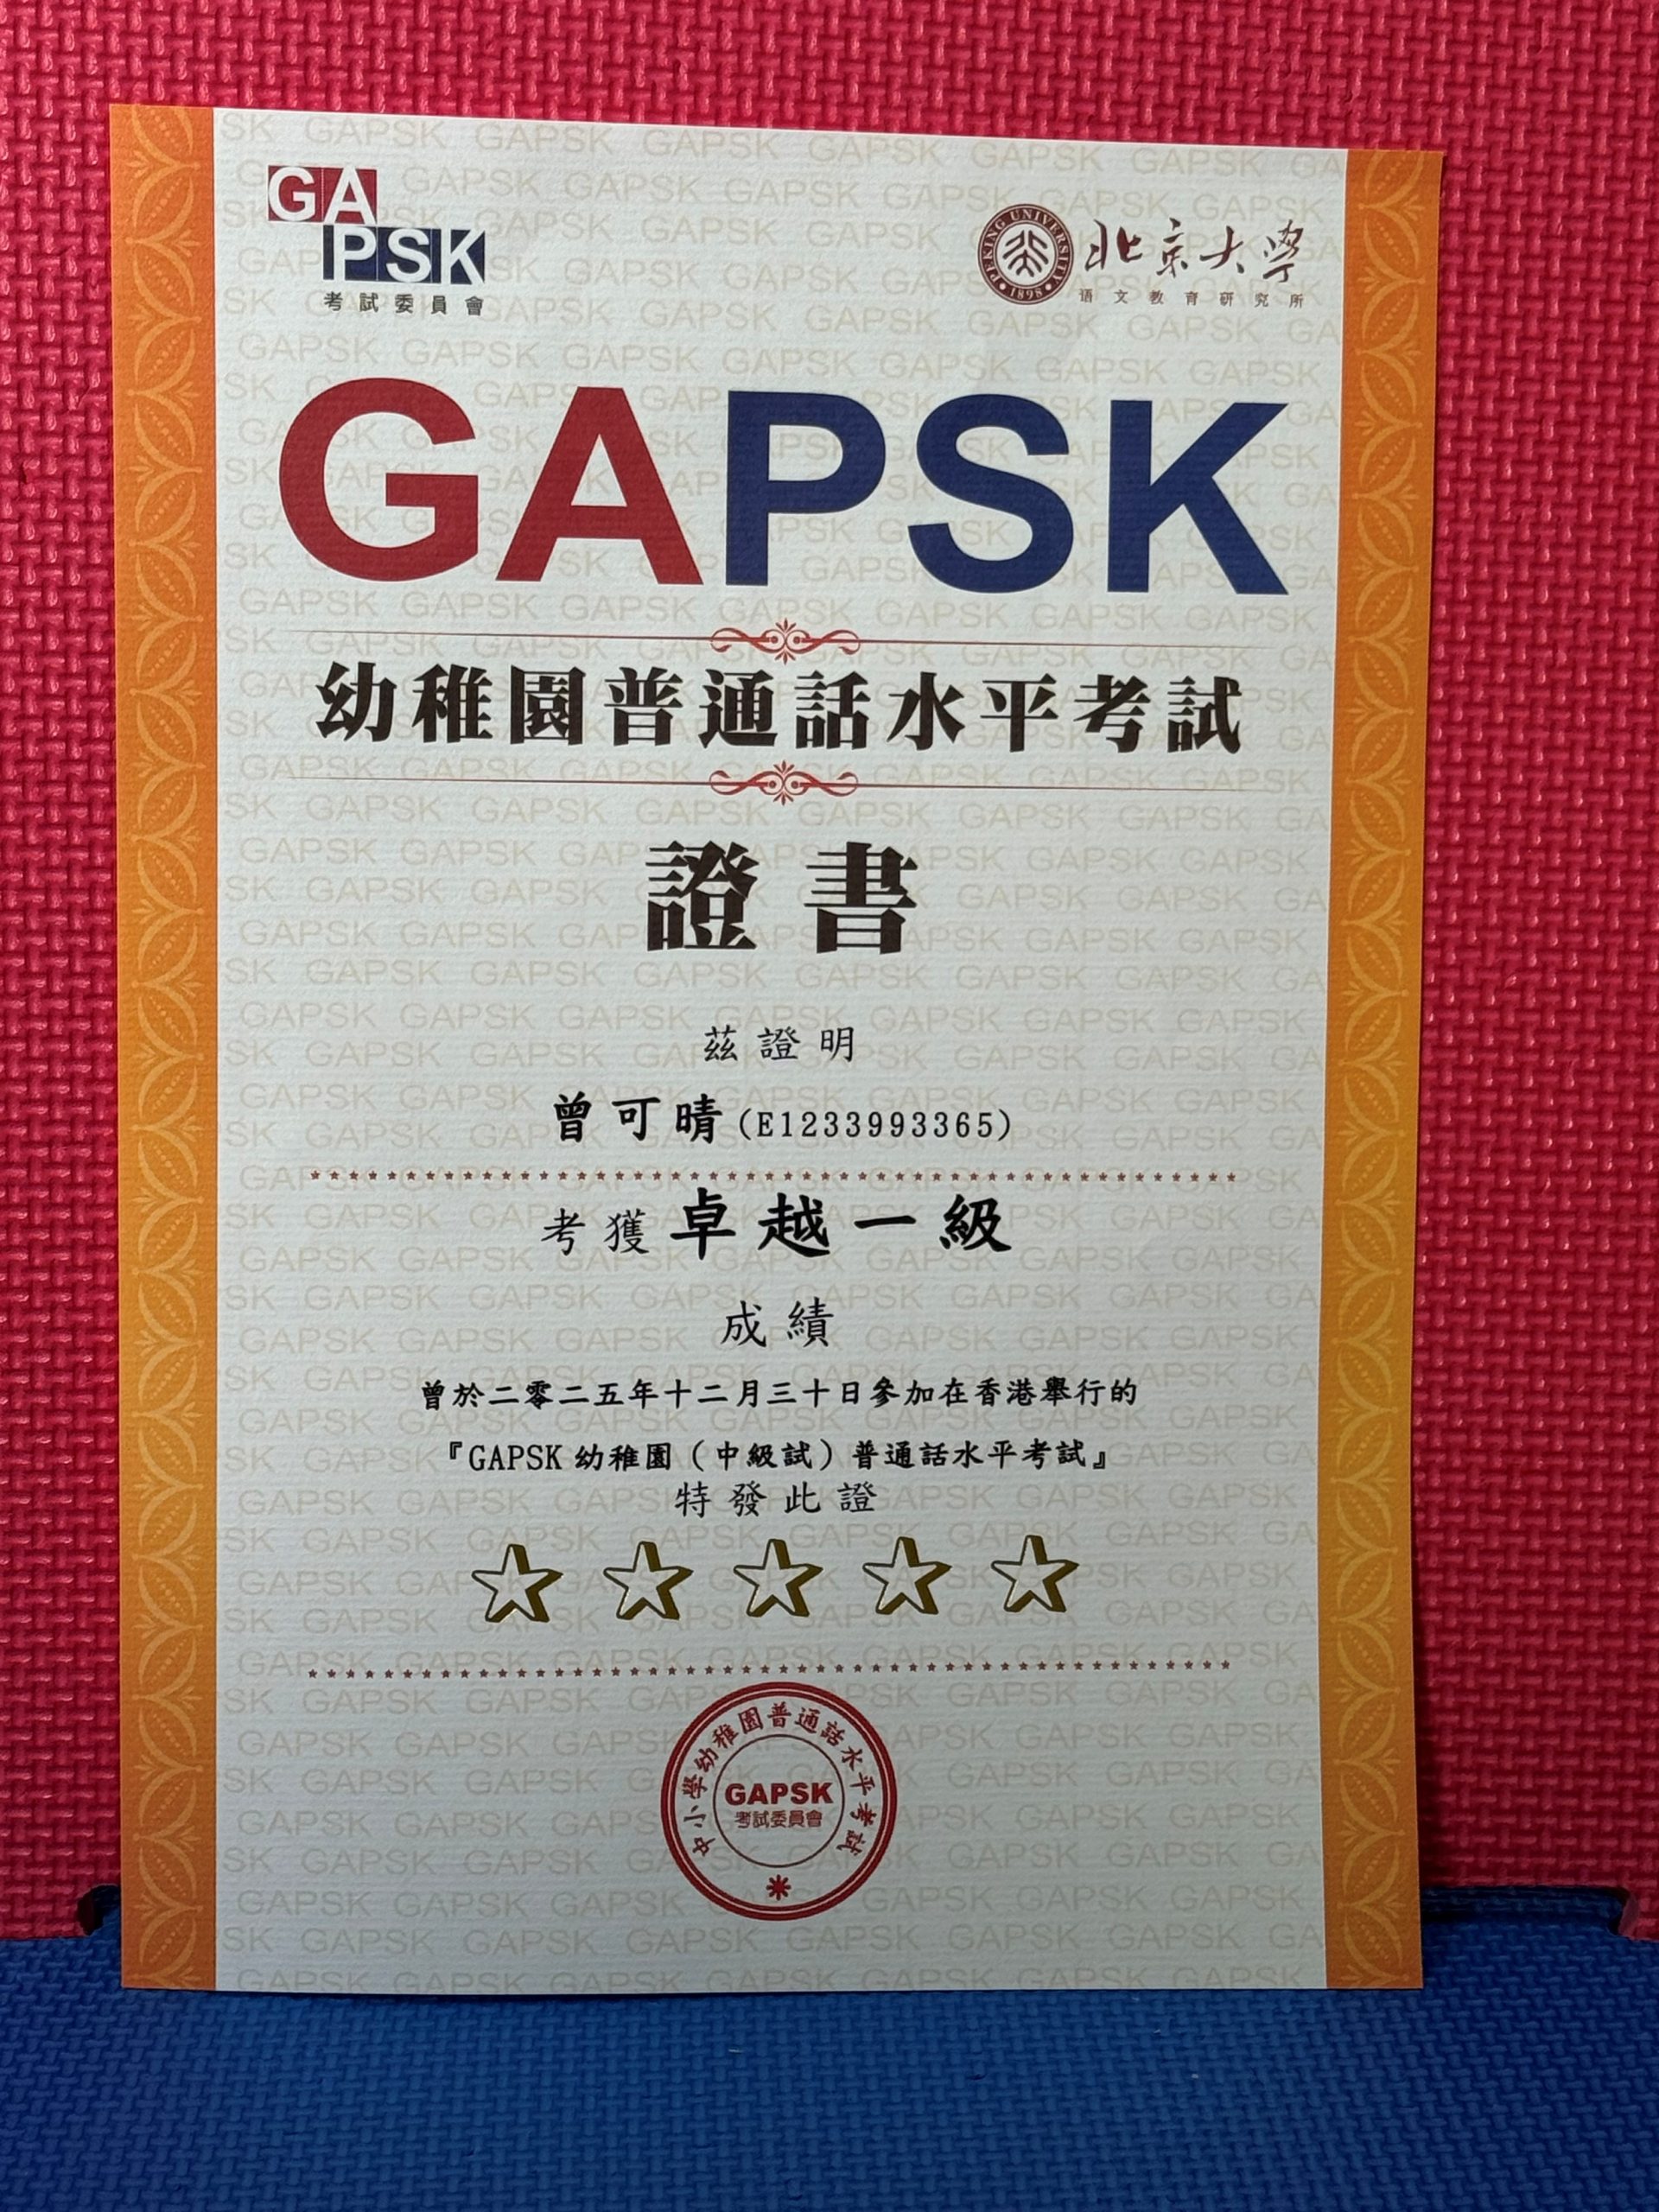 GA
PSK
考試委員會
PEKING UNIVERSITY
1898
北京大學
语文教育研究所
GAPSK
幼稚園普通話水平考試
證書
茲證明
曾可晴(E1233993365)
考獲卓越一級
成績
曾於二零二五年十二月三十日參加在香港舉行的
『GAPSK 幼稚園（中級試）普通話水平考試』
特發此證
中小學幼稚園普通話水平考試
GAPSK
考試委員會